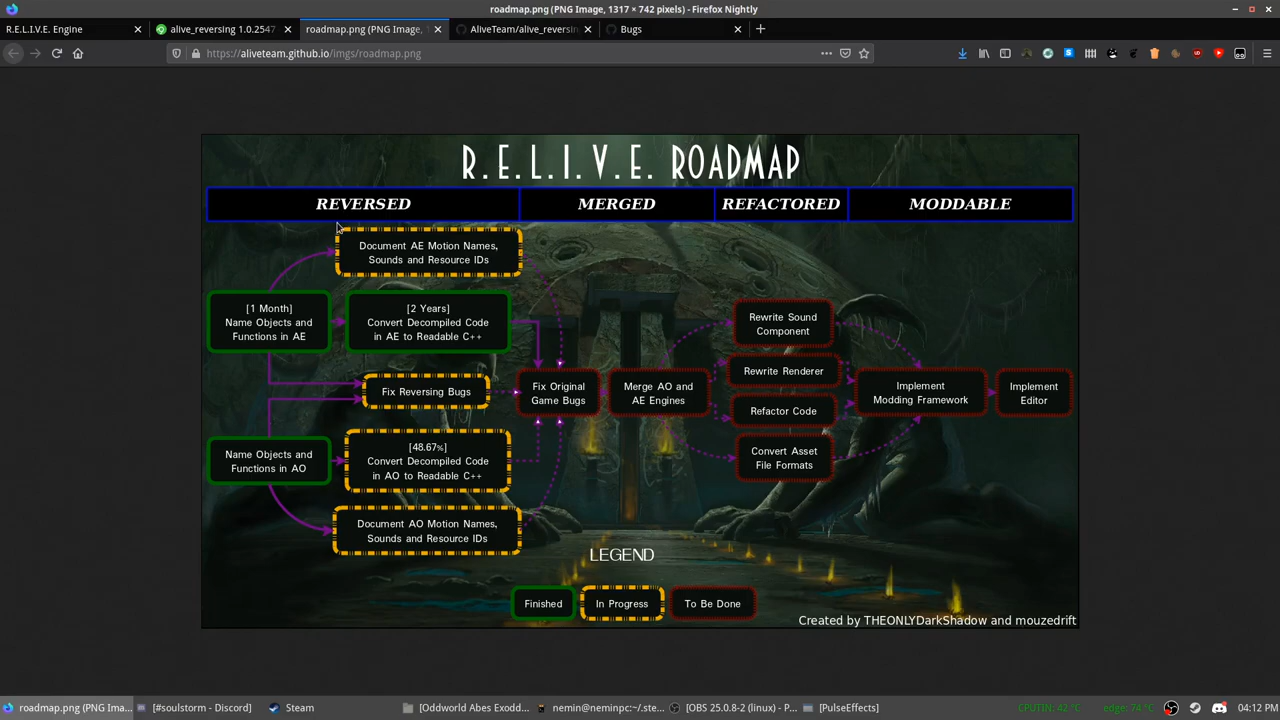 roadmap.png (PNG Image, 1317 × 742 pixels) - Firefox Nightly
R.E.L.I.V.E. Engine
alive_reversing 1.0.2547
roadmap.png (PNG Image, 
AliveTeam/alive_reversin
Bugs
https://aliveteam.github.io/imgs/roadmap.png
R.E.L.I.V.E. ROADMAP
REVERSED
MERGED
REFACTORED
MODDABLE
Document AE Motion Names,
Sounds and Resource IDs
[1 Month]
Name Objects and
Functions in AE
[2 Years]
Convert Decompiled Code
in AE to Readable C++
Fix Reversing Bugs
Name Objects and
Functions in AO
[48.67%]
Convert Decompiled Code
in AO to Readable C++
Document AO Motion Names,
Sounds and Resource IDs
Fix Original
Game Bugs
Merge AO and
AE Engines
Rewrite Sound
Component
Rewrite Renderer
Refactor Code
Convert Asset
File Formats
Implement
Modding Framework
Implement
Editor
LEGEND
Finished
In Progress
To Be Done
Created by THEONLYDarkShadow and mouzedrift
roadmap.png (PNG Ima...
[#soulstorm - Discord]
Steam
[Oddworld Abes Exodd...
nemin@neminpc:~/.ste...
[OBS 25.0.8-2 (linux) - P...
[PulseEffects]
CPUTIN: 42 °C
edge: 74 °C
04:12 PM